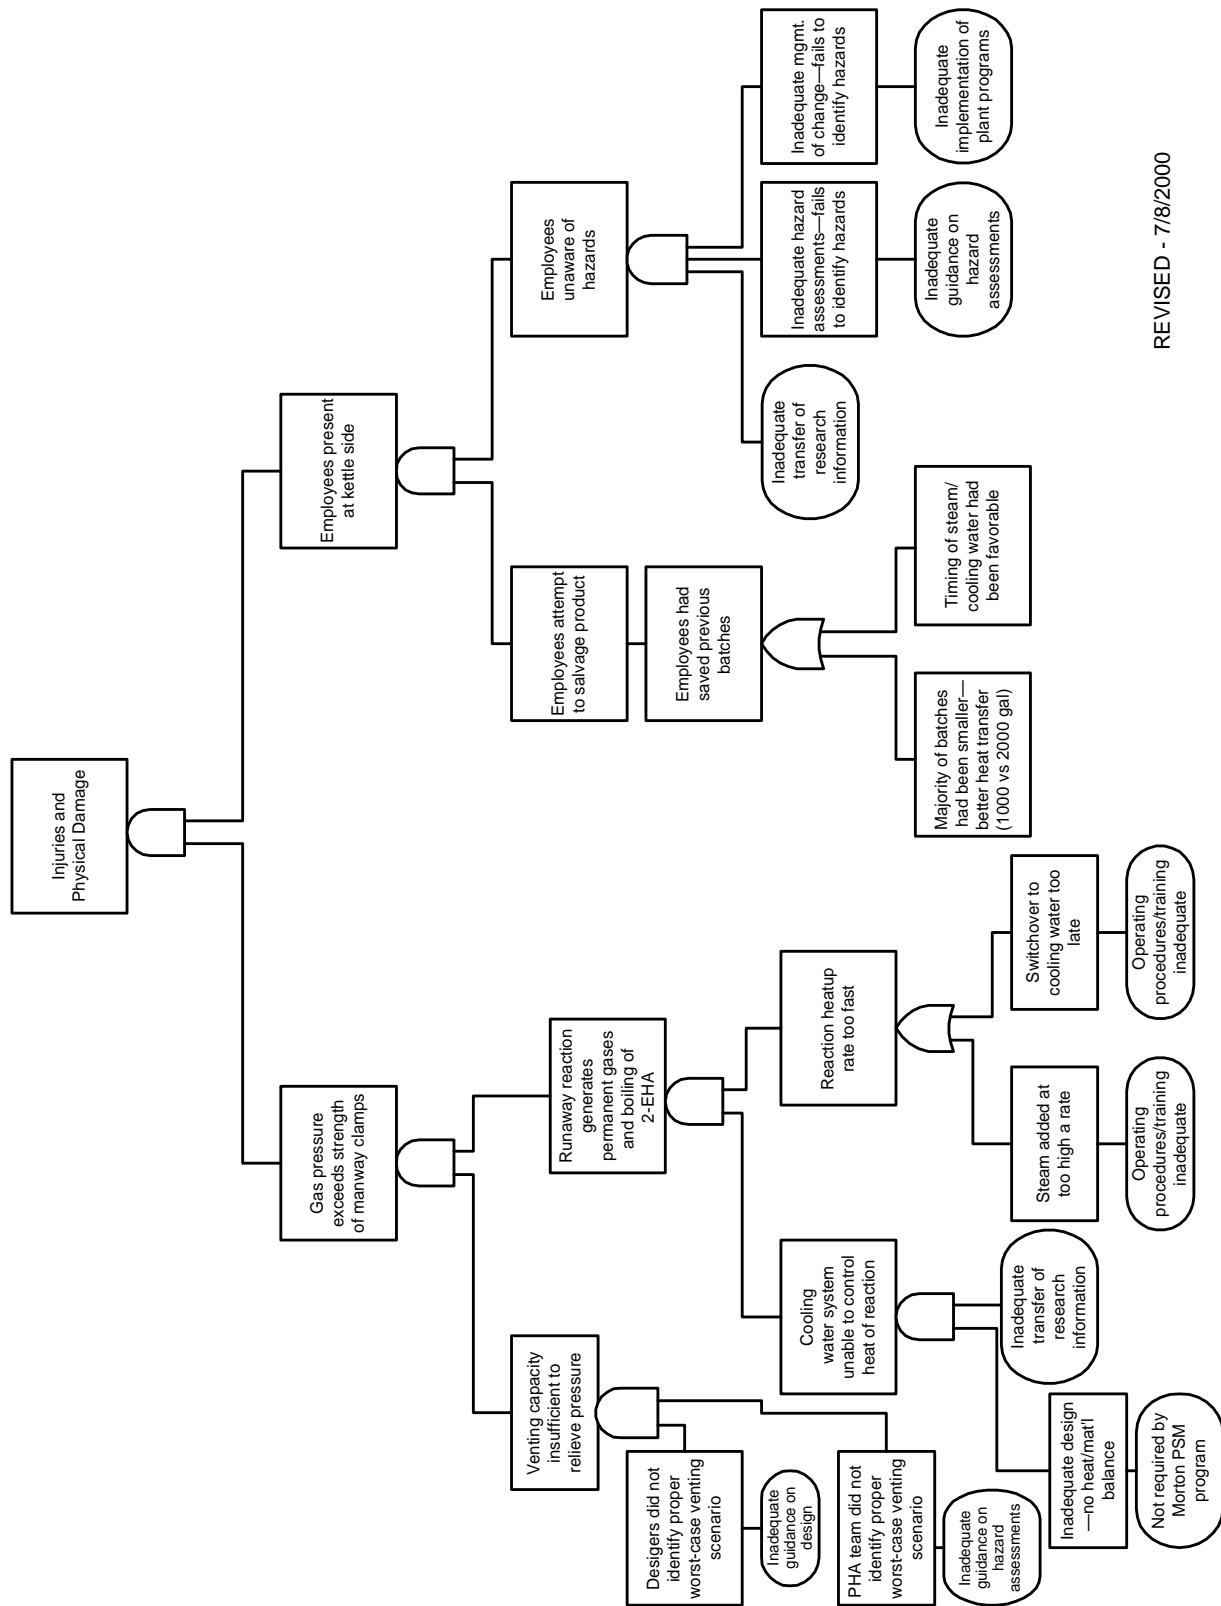 Injuries and
Physical Damage
Gas pressure
exceeds strength
of manway clamps
Employees present
at kettle side
Venting capacity
insufficient to
relieve pressure
Runaway reaction
generates
permanent gases
and boiling of
2-EHA
Employees attempt
to salvage product
Employees
unaware of
hazards
Desigers did not
identify proper
worst-case venting
scenario
Inadequate
guidance on
design
PHA team did not
identify proper
worst-case venting
scenario
Inadequate
guidance on
hazard
assessments
Cooling
water system
unable to control
heat of reaction
Reaction heatup
rate too fast
Employees had
saved previous
batches
Inadequate
transfer of
research
information
Inadequate hazard
assessments—fails
to identify hazards
Inadequate mgmt.
of change—fails to
identify hazards
Inadequate design
—no heat/mat'l
balance
Not required by
Morton PSM
program
Inadequate
transfer of
research
information
Steam added at
too high a rate
Operating
procedures/training
inadequate
Switchover to
cooling water too
late
Operating
procedures/training
inadequate
Majority of batches
had been smaller—
better heat transfer
(1000 vs 2000 gal)
Timing of steam/
cooling water had
been favorable
Inadequate
guidance on
hazard
assessments
Inadequate
implementation of
plant programs
REVISED - 7/8/2000